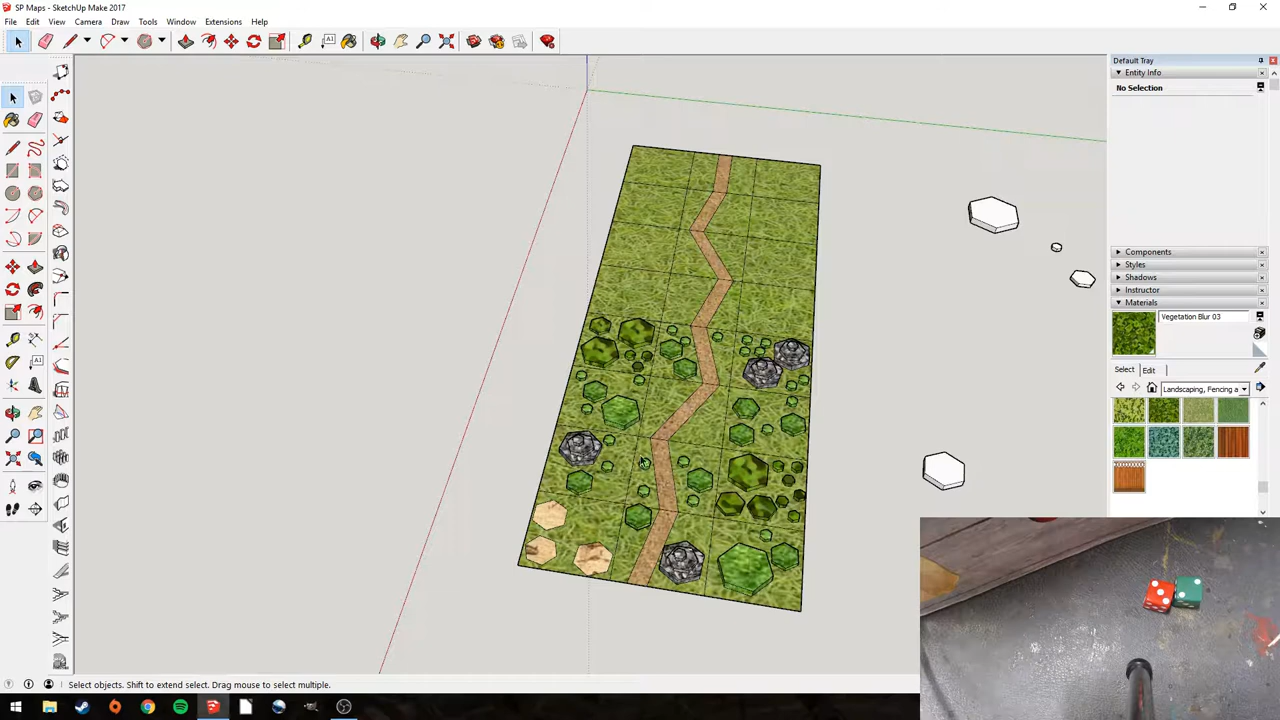 SP Maps - SketchUp Make 2017
File Edit View Camera Draw Tools Window Extensions Help
Default Tray
Entity Info
No Selection
Components
Styles
Shadows
Instructor
Materials
Vegetation Blur 03
Select Edit
Landscaping, Fencing a
Select objects. Shift to extend select. Drag mouse to select multiple.